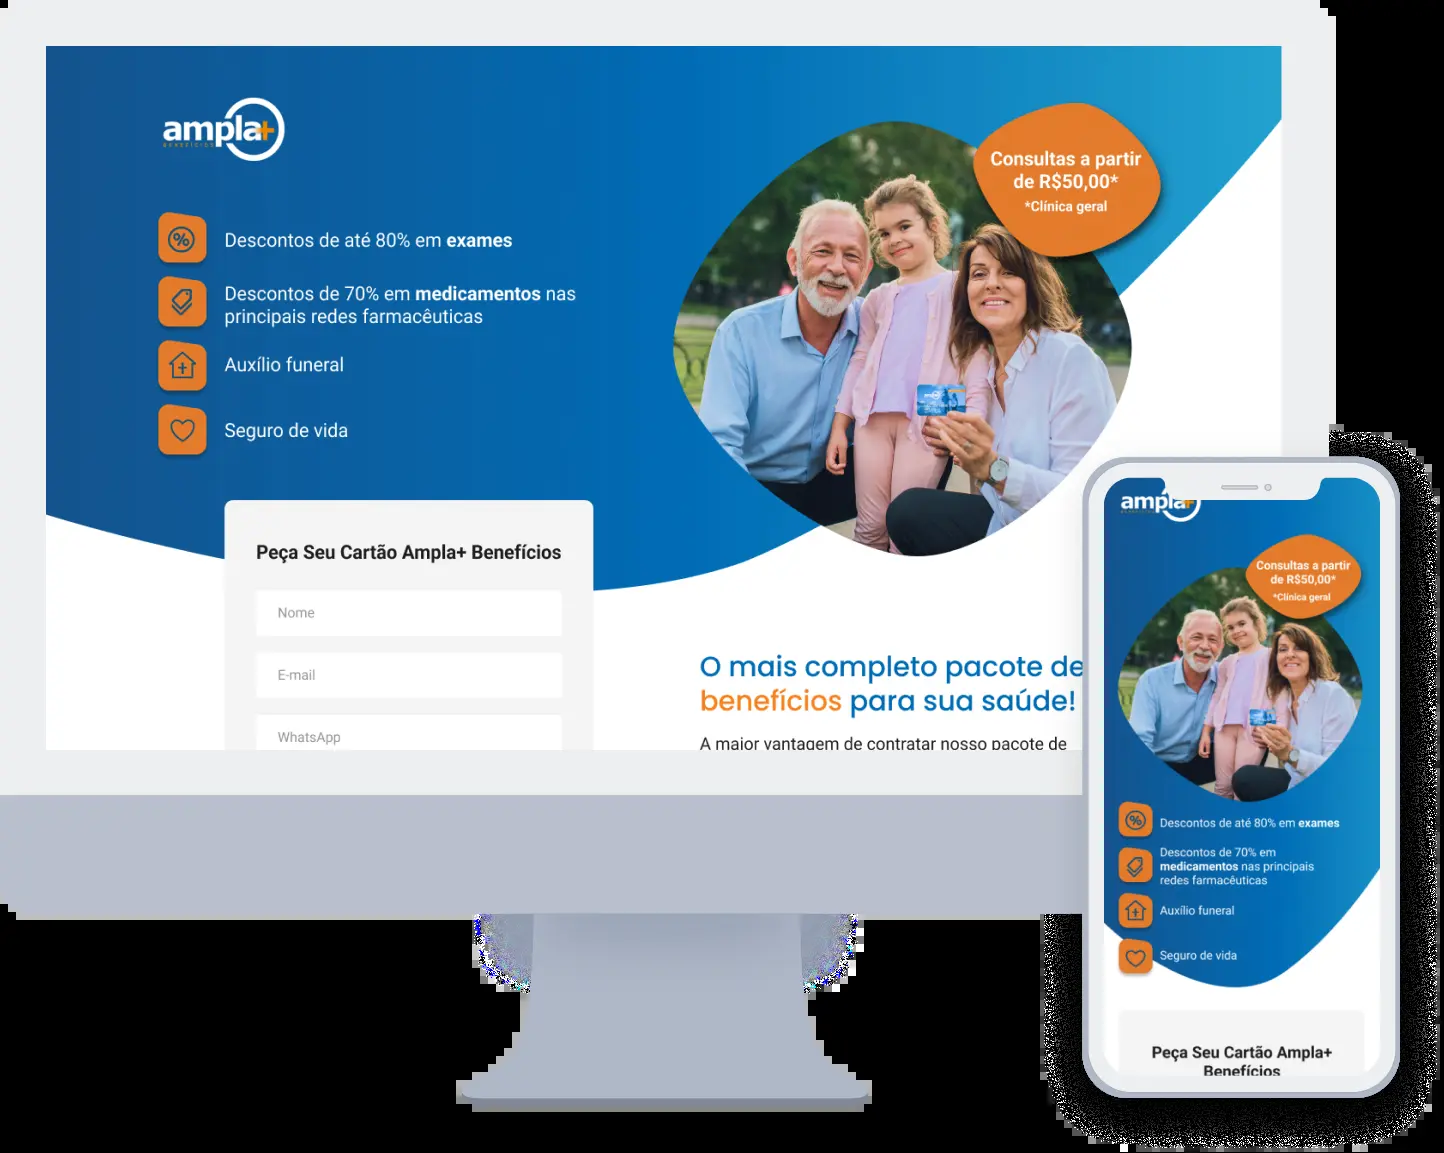 ampla+
BENEFÍCIOS
Consultas a partir
de R$50,00*
*Clínica geral
Descontos de até 80% em exames
Descontos de 70% em medicamentos nas
principais redes farmacêuticas
Auxílio funeral
Seguro de vida
Peça Seu Cartão Ampla+ Benefícios
Nome
E-mail
WhatsApp
O mais completo pacote de
benefícios para sua saúde!
A maior vantagem de contratar nosso pacote de
ampla+
Consultas a partir
de R$50,00*
*Clínica geral
Descontos de até 80% em exames
Descontos de 70% em
medicamentos nas principais
redes farmacêuticas
Auxílio funeral
Seguro de vida
Peça Seu Cartão Ampla+
Benefícios